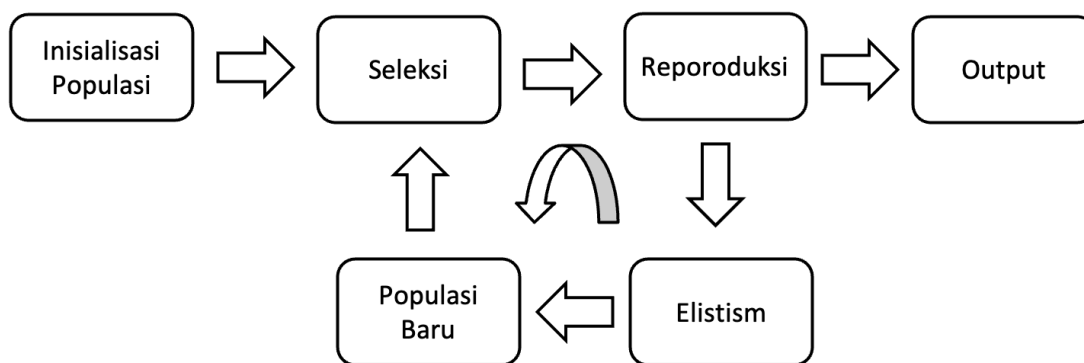 Inisialisasi
Populasi
Seleksi
Reporoduksi
Output
Populasi
Baru
Elistism